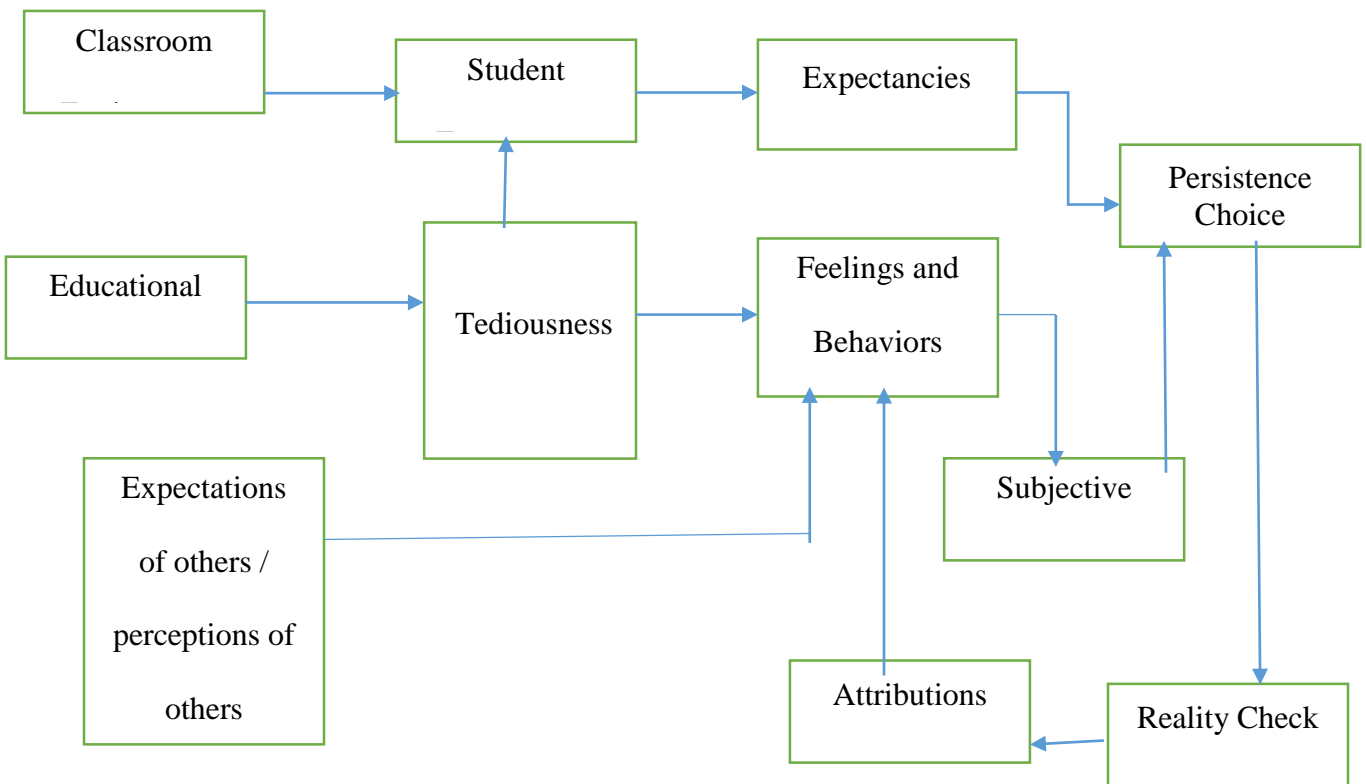 Classroom
Student
Expectancies
Persistence
Choice
Educational
Tediousness
Feelings and
Behaviors
Expectations
of others /
perceptions of
others
Subjective
Attributions
Reality Check